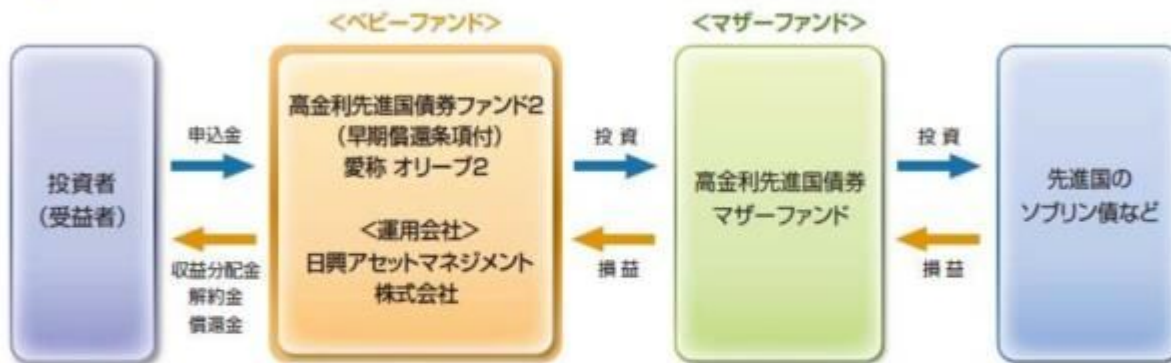 <ベビーファンド>
<マザーファンド>
投資者
(受益者)
申込金
収益分配金
解約金
償還金
高金利先進国債券ファンド2
(早期償還条項付)
愛称 オリーブ2
<運用会社>
日興アセットマネジメント
株式会社
投 資
損 益
高金利先進国債券
マザーファンド
投 資
損 益
先進国の
ソブリン債など